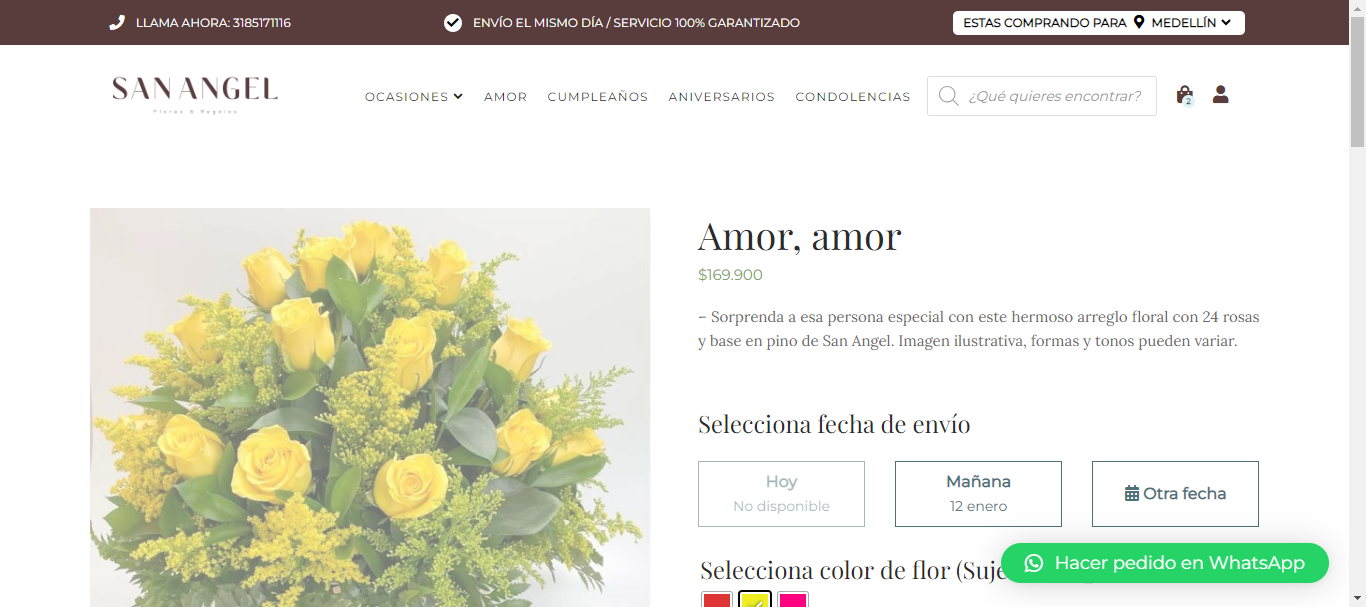 LLAMA AHORA: 3185171116
ENVÍO EL MISMO DÍA / SERVICIO 100% GARANTIZADO
ESTAS COMPRANDO PARA MEDELLÍN
SAN ANGEL
Flores & Regalos
OCASIONES
AMOR
CUMPLEAÑOS
ANIVERSARIOS
CONDOLENCIAS
¿Qué quieres encontrar?
2
Amor, amor
$169.900
– Sorprenda a esa persona especial con este hermoso arreglo floral con 24 rosas
y base en pino de San Angel. Imagen ilustrativa, formas y tonos pueden variar.
Selecciona fecha de envío
Hoy
No disponible
Mañana
12 enero
Otra fecha
Selecciona color de flor (Suje
Hacer pedido en WhatsApp